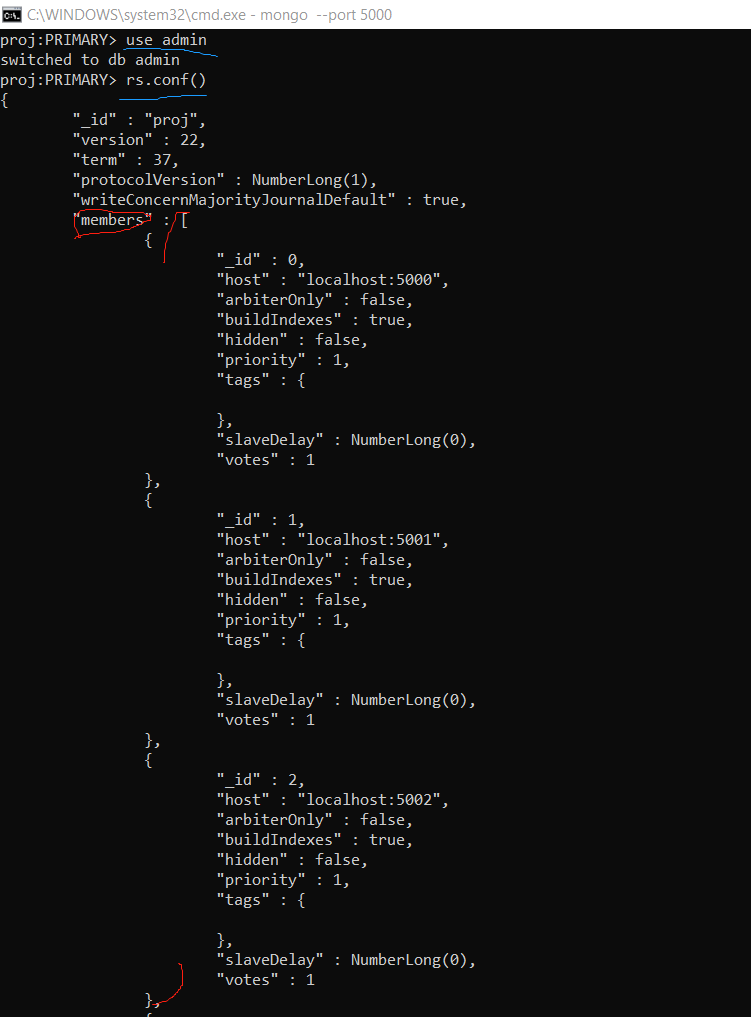 C:\WINDOWS\system32\cmd.exe - mongo  --port 5000
proj:PRIMARY> use admin
switched to db admin
proj:PRIMARY> rs.conf()
{
        "_id" : "proj",
        "version" : 22,
        "term" : 37,
        "protocolVersion" : NumberLong(1),
        "writeConcernMajorityJournalDefault" : true,
        "members" : [
                {
                        "_id" : 0,
                        "host" : "localhost:5000",
                        "arbiterOnly" : false,
                        "buildIndexes" : true,
                        "hidden" : false,
                        "priority" : 1,
                        "tags" : {
                        },
                        "slaveDelay" : NumberLong(0),
                        "votes" : 1
                },
                {
                        "_id" : 1,
                        "host" : "localhost:5001",
                        "arbiterOnly" : false,
                        "buildIndexes" : true,
                        "hidden" : false,
                        "priority" : 1,
                        "tags" : {
                        },
                        "slaveDelay" : NumberLong(0),
                        "votes" : 1
                },
                {
                        "_id" : 2,
                        "host" : "localhost:5002",
                        "arbiterOnly" : false,
                        "buildIndexes" : true,
                        "hidden" : false,
                        "priority" : 1,
                        "tags" : {
                        },
                        "slaveDelay" : NumberLong(0),
                        "votes" : 1
                },
                {